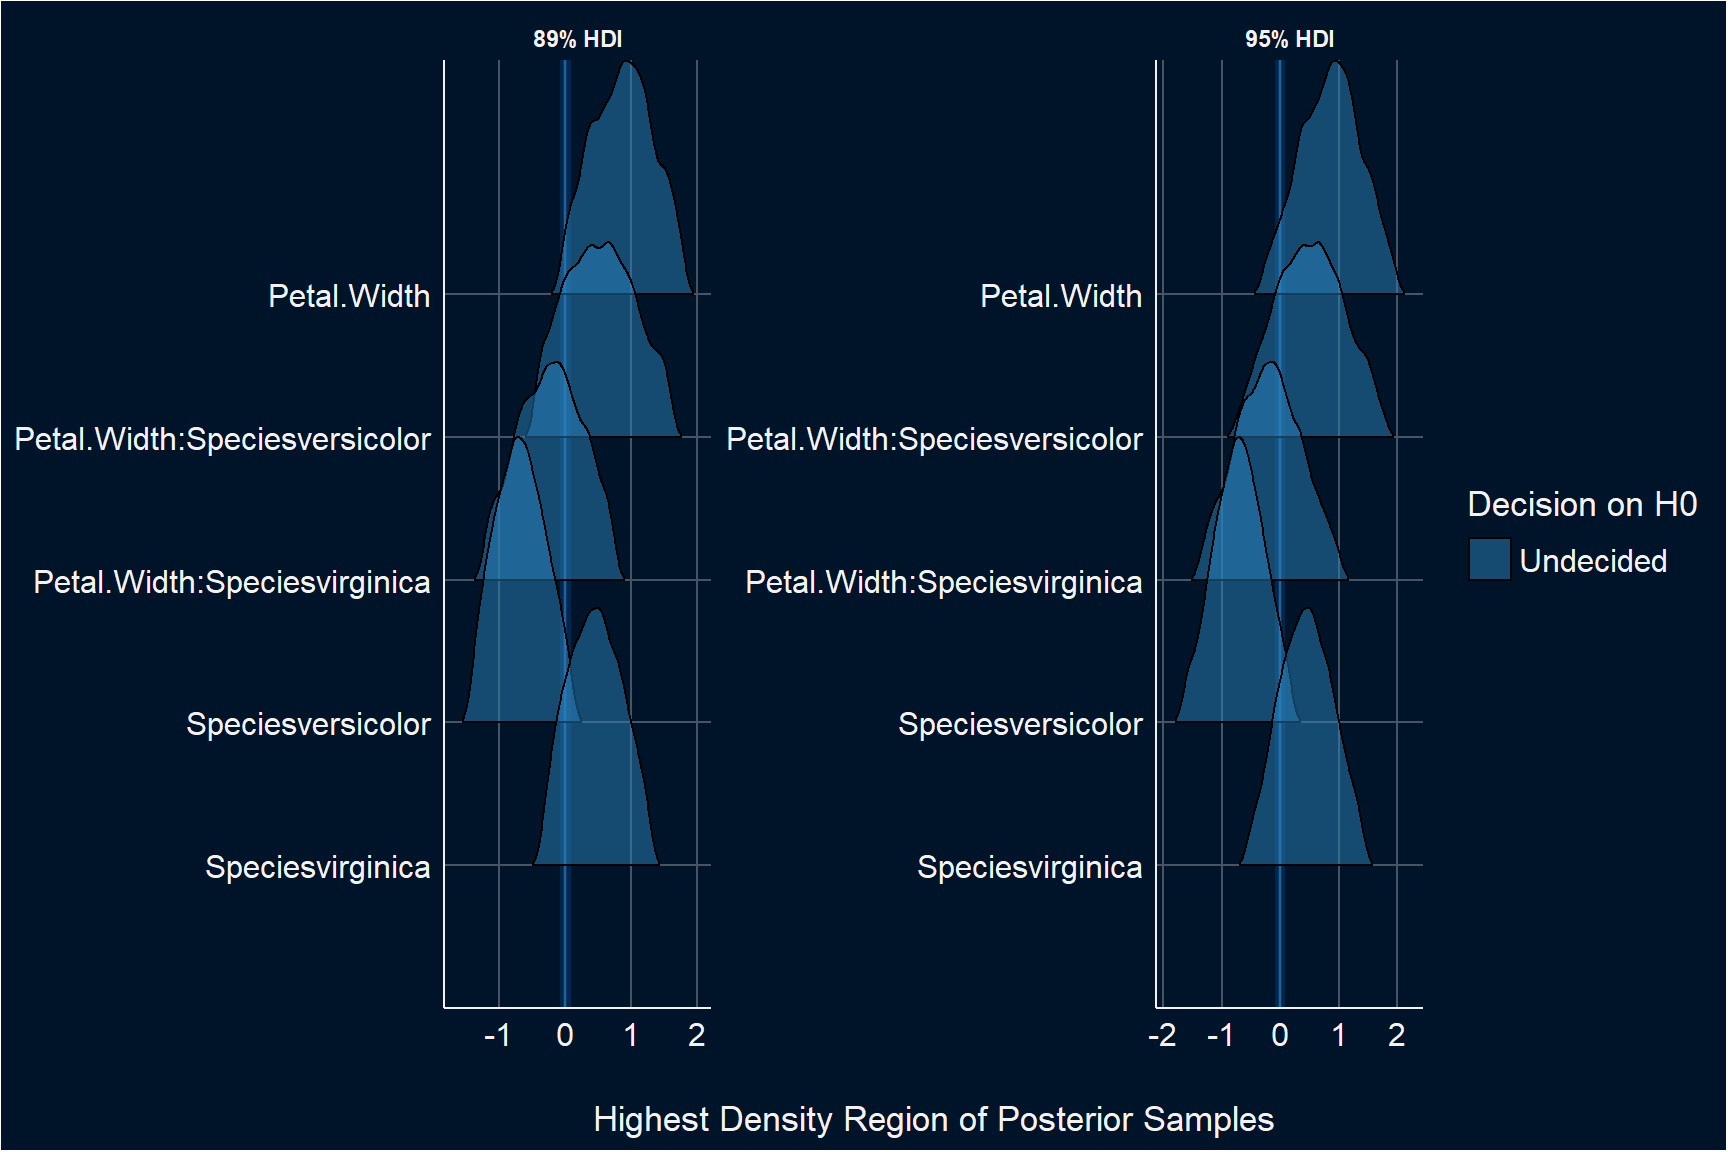 89% HDI
95% HDI
Petal.Width
Petal.Width:Speciesversicolor
Petal.Width:Speciesvirginica
Speciesversicolor
Speciesvirginica
-1 0 1 2
Petal.Width
Petal.Width:Speciesversicolor
Petal.Width:Speciesvirginica
Speciesversicolor
Speciesvirginica
-2 -1 0 1 2
Decision on H0
Undecided
Highest Density Region of Posterior Samples